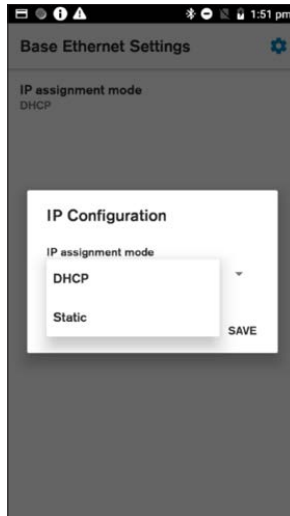 1:51 pm
Base Ethernet Settings
IP assignment mode
DHCP
IP Configuration
IP assignment mode
DHCP
Static
SAVE